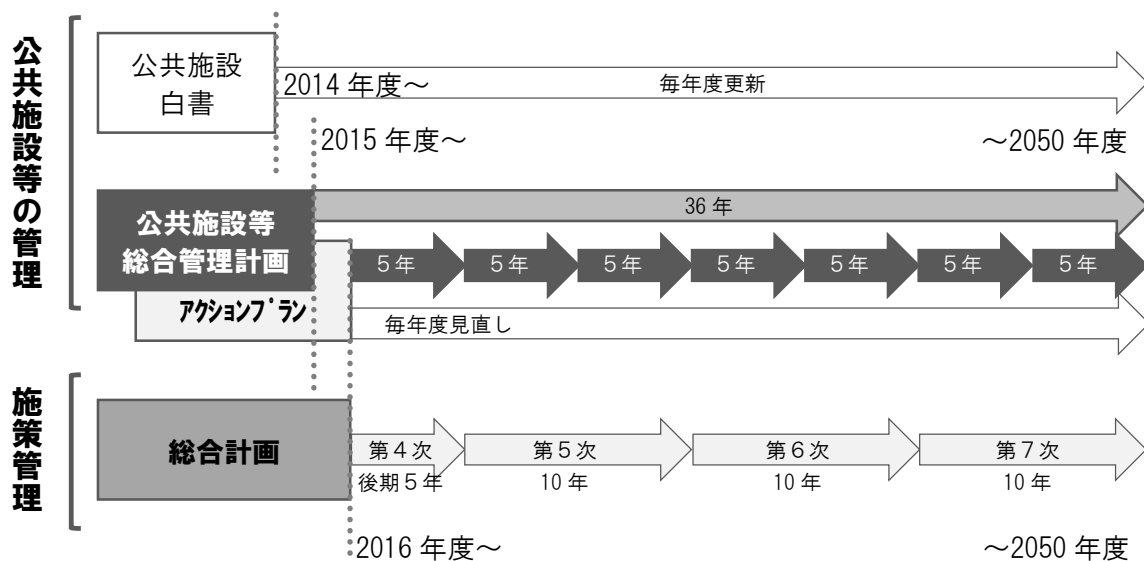 公共施設等の管理
公共施設
白書
2014 年度~
毎年度更新
2015 年度~
~2050 年度
公共施設等
総合管理計画
36 年
5年
5年
5年
5年
5年
5年
5年
アクションプラン
毎年度見直し
施策管理
総合計画
第4次
後期5年
第5次
10 年
第6次
10 年
第7次
10 年
2016 年度~
~2050 年度